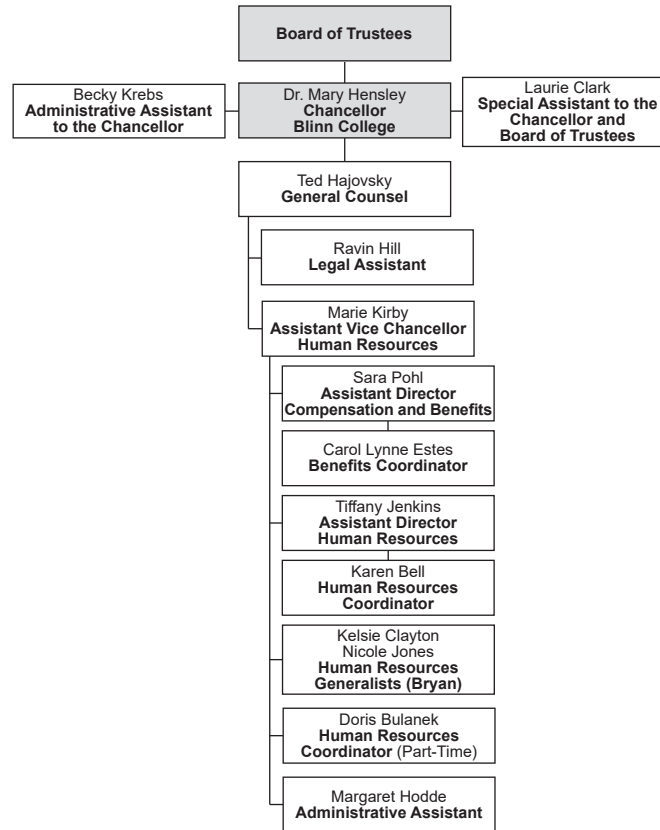 Board of Trustees
Becky Krebs
Administrative Assistant
to the Chancellor
Dr. Mary Hensley
Chancellor
Blinn College
Laurie Clark
Special Assistant to the
Chancellor and
Board of Trustees
Ted Hajovsky
General Counsel
Ravin Hill
Legal Assistant
Marie Kirby
Assistant Vice Chancellor
Human Resources
Sara Pohl
Assistant Director
Compensation and Benefits
Carol Lynne Estes
Benefits Coordinator
Tiffany Jenkins
Assistant Director
Human Resources
Karen Bell
Human Resources
Coordinator
Kelsie Clayton
Nicole Jones
Human Resources
Generalists (Bryan)
Doris Bulanek
Human Resources
Coordinator (Part-Time)
Margaret Hodde
Administrative Assistant